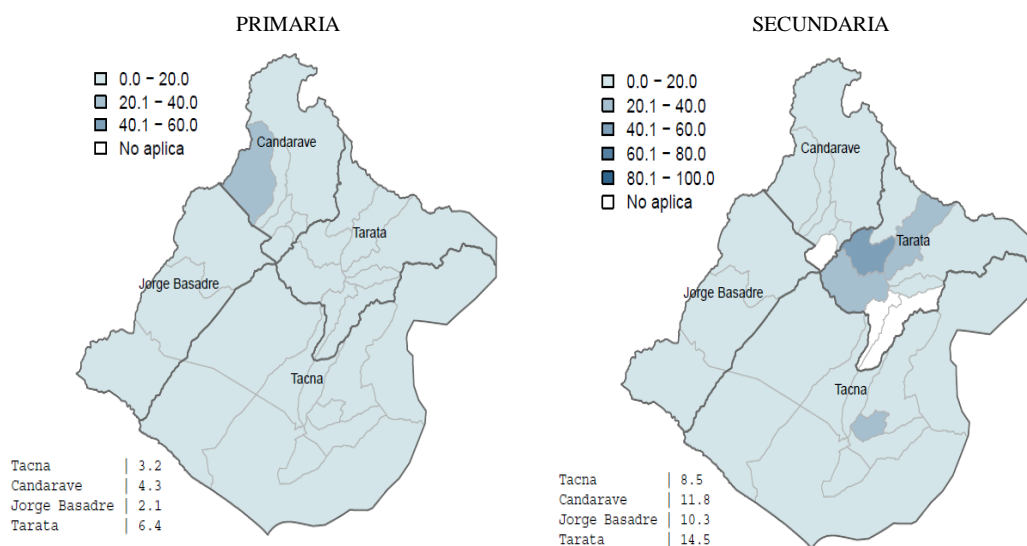 PRIMARIA
0.0 – 20.0
20.1 – 40.0
40.1 – 60.0
No aplica
Candarave
Tarata
Jorge Basadre
Tacna
Tacna | 3.2
Candarave | 4.3
Jorge Basadre | 2.1
Tarata | 6.4
SECUNDARIA
0.0 – 20.0
20.1 – 40.0
40.1 – 60.0
60.1 – 80.0
80.1 – 100.0
No aplica
Candarave
Tarata
Jorge Basadre
Tacna
Tacna | 8.5
Candarave | 11.8
Jorge Basadre | 10.3
Tarata | 14.5